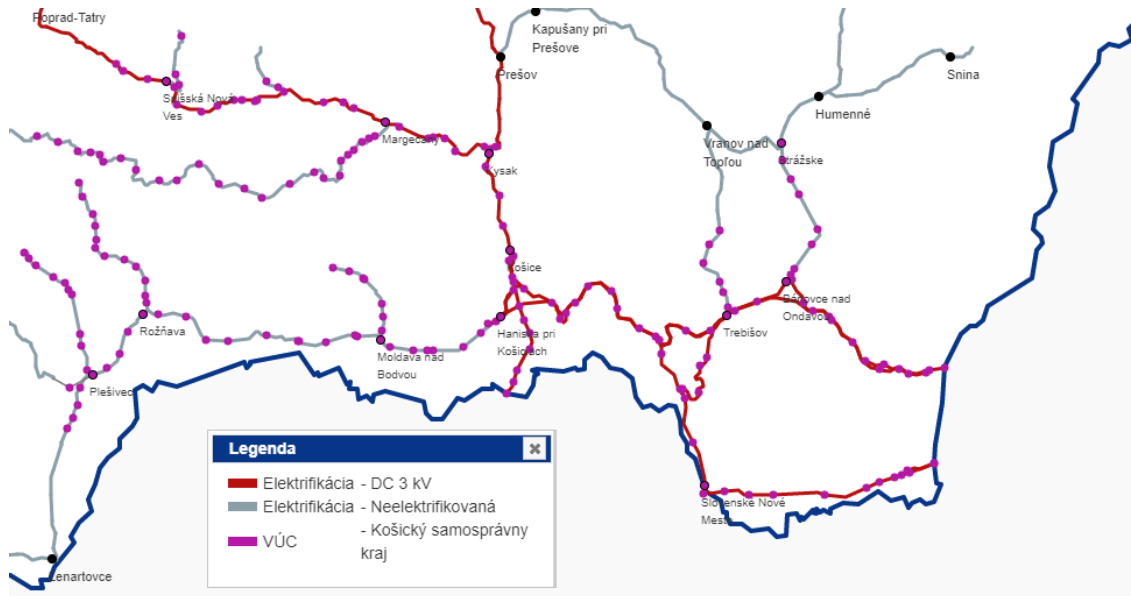 Poprad-Tatry
Kapušany pri
Prešove
Prešov
Snina
Spišská Nová
Ves
Humenné
Margecany
Vranov nad
Topľou
Strážske
Kysak
Košice
Bánovce nad
Ondavou
Trebišov
Rožňava
Haniska pri
Košiciach
Moldava nad
Bodvou
Plešivec
Slovenské Nové
Mesto
Lenartovce
Legenda
Elektrifikácia - DC 3 kV
Elektrifikácia - Neelektrifikovaná
VÚC - Košický samosprávny
kraj